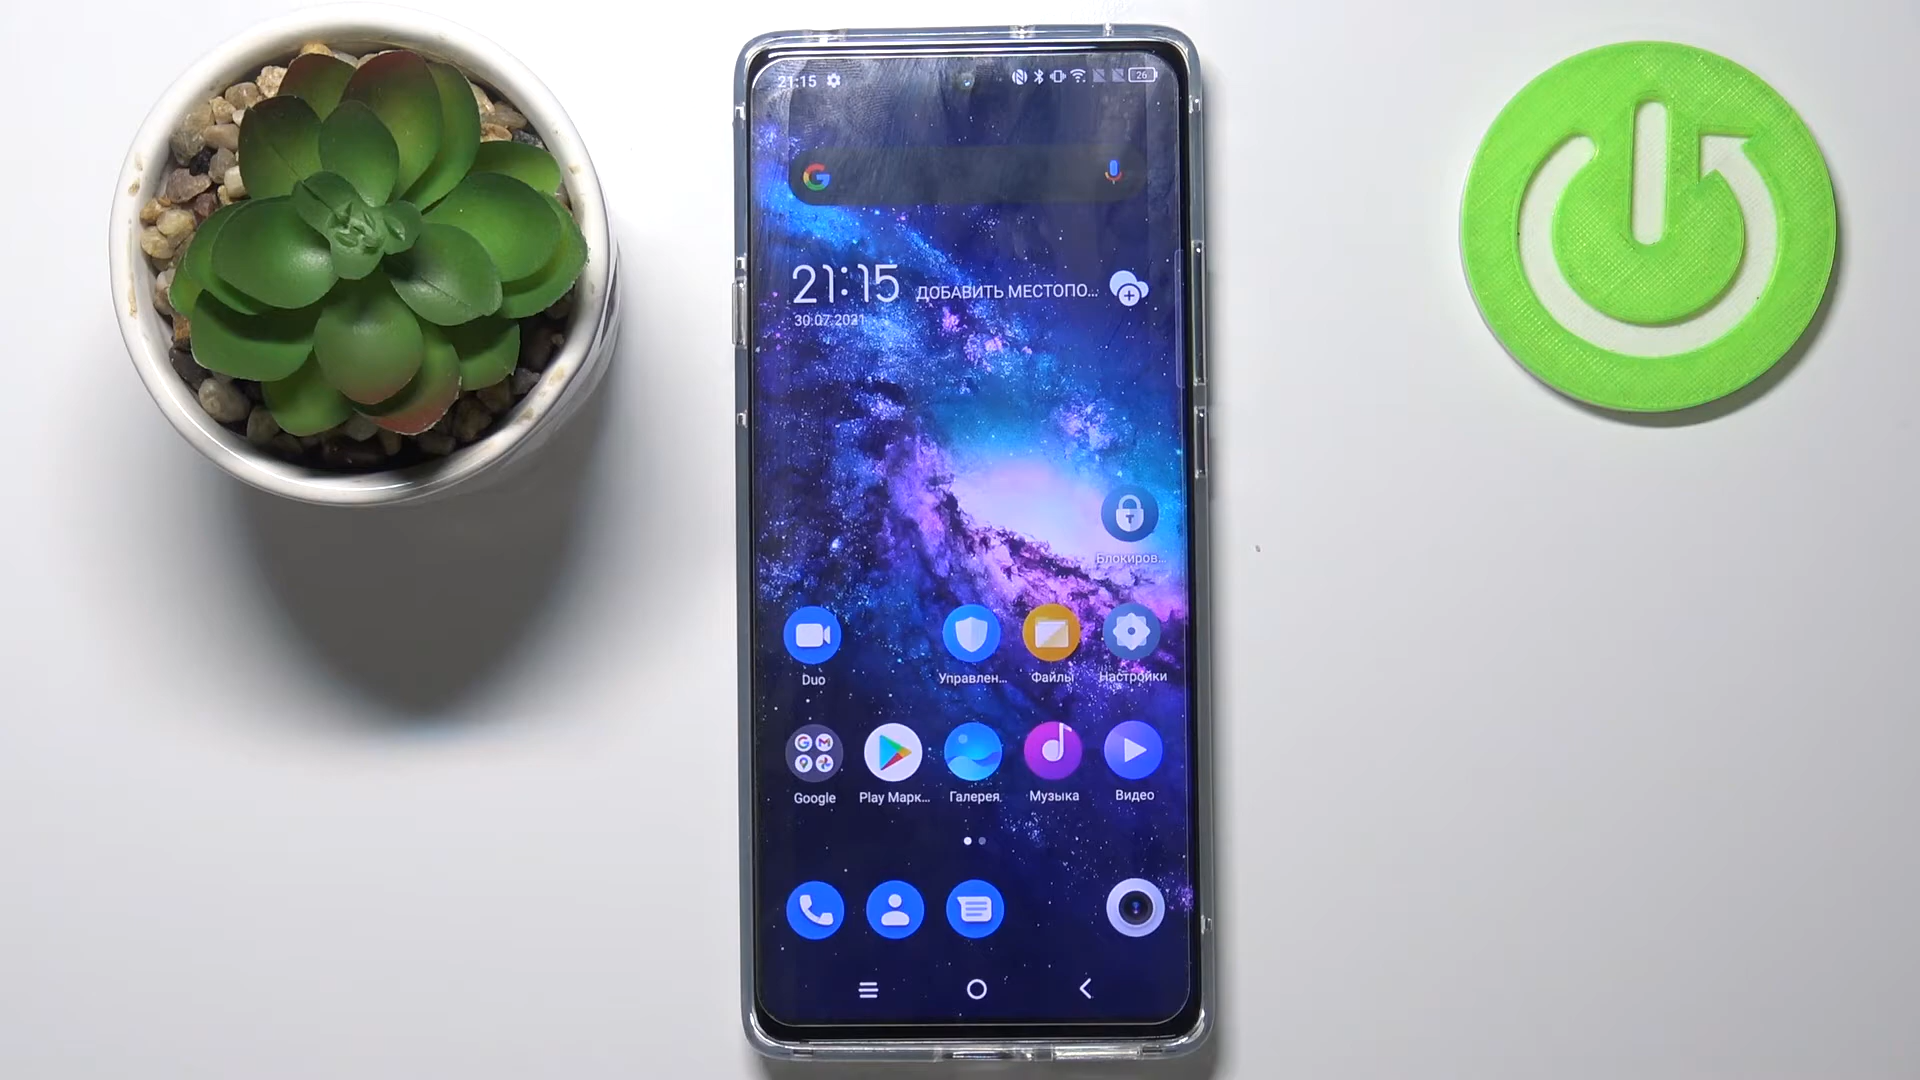 21:15
26
21:15 ДОБАВИТЬ МЕСТОПО...
30.07.2021
Блокиров...
Duo
Управлен...
Файлы
Настройки
Google
Play Марк...
Галерея
Музыка
Видео